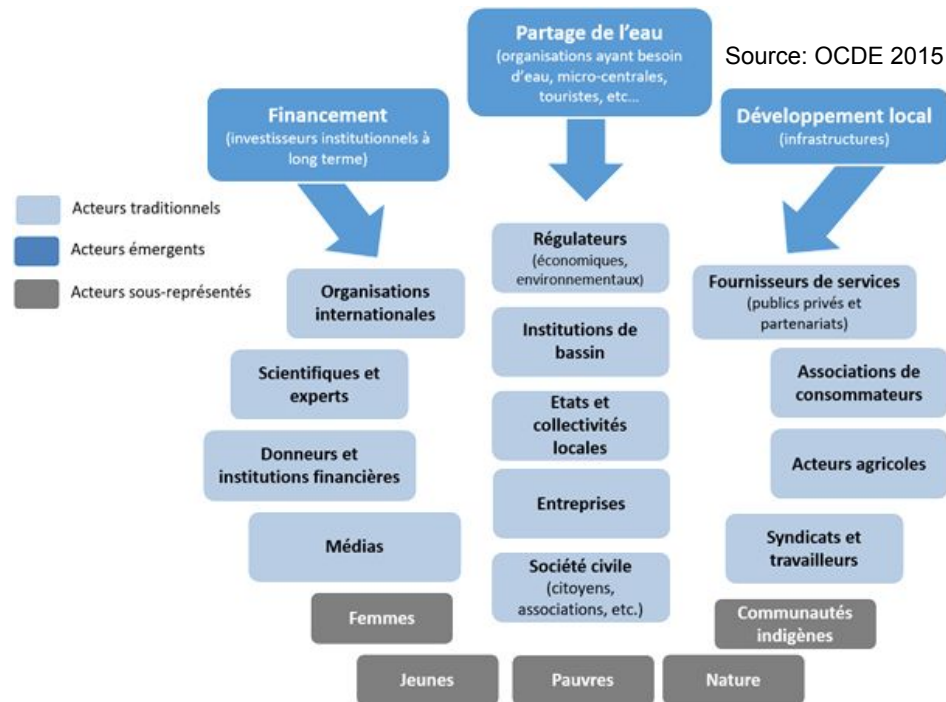 Partage de l'eau
(organisations ayant besoin
d'eau, micro-centrales,
touristes, etc...
Source: OCDE 2015
Financement
(investisseurs institutionnels à
long terme)
Développement local
(infrastructures)
Acteurs traditionnels
Acteurs émergents
Acteurs sous-représentés
Organisations
internationales
Scientifiques et
experts
Donneurs et
institutions financières
Médias
Régulateurs
(économiques,
environnementaux)
Institutions de
bassin
Etats et
collectivités
locales
Entreprises
Société civile
(citoyens,
associations, etc.)
Fournisseurs de services
(publics privés et
partenariats)
Associations de
consommateurs
Acteurs agricoles
Syndicats et
travailleurs
Femmes
Communautés
indigènes
Jeunes
Pauvres
Nature